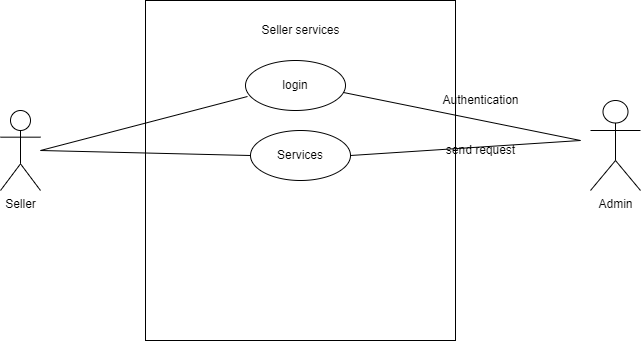 Seller services
login
Authentication
Services
send request
Seller
Admin